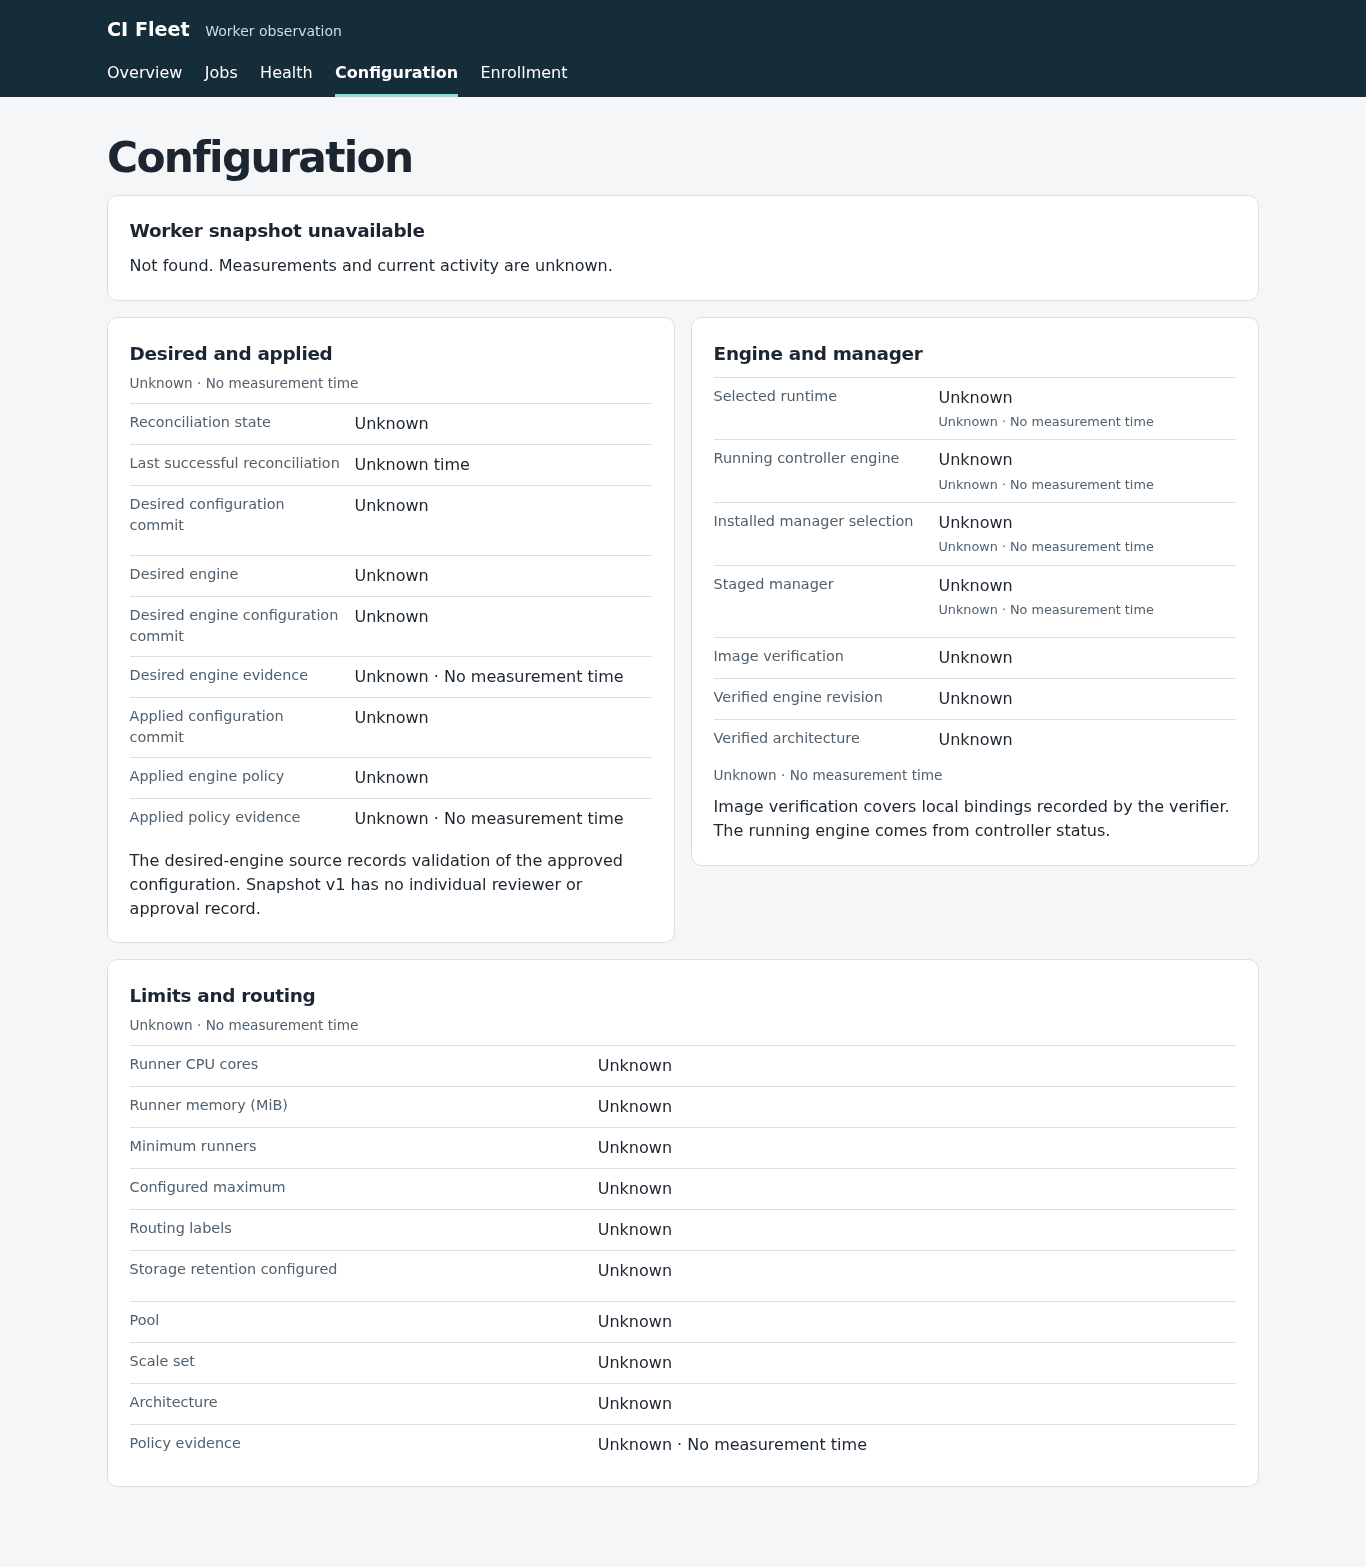 CI Fleet Worker observation
Overview Jobs Health Configuration Enrollment
Configuration
Worker snapshot unavailable
Not found. Measurements and current activity are unknown.
Desired and applied
Unknown · No measurement time
Reconciliation state Unknown
Last successful reconciliation Unknown time
Desired configuration Unknown
commit
Desired engine Unknown
Desired engine configuration Unknown
commit
Desired engine evidence Unknown · No measurement time
Applied configuration Unknown
commit
Applied engine policy Unknown
Applied policy evidence Unknown · No measurement time
The desired-engine source records validation of the approved
configuration. Snapshot v1 has no individual reviewer or
approval record.
Engine and manager
Selected runtime Unknown
Unknown · No measurement time
Running controller engine Unknown
Unknown · No measurement time
Installed manager selection Unknown
Unknown · No measurement time
Staged manager Unknown
Unknown · No measurement time
Image verification Unknown
Verified engine revision Unknown
Verified architecture Unknown
Unknown · No measurement time
Image verification covers local bindings recorded by the verifier.
The running engine comes from controller status.
Limits and routing
Unknown · No measurement time
Runner CPU cores Unknown
Runner memory (MiB) Unknown
Minimum runners Unknown
Configured maximum Unknown
Routing labels Unknown
Storage retention configured Unknown
Pool Unknown
Scale set Unknown
Architecture Unknown
Policy evidence Unknown · No measurement time